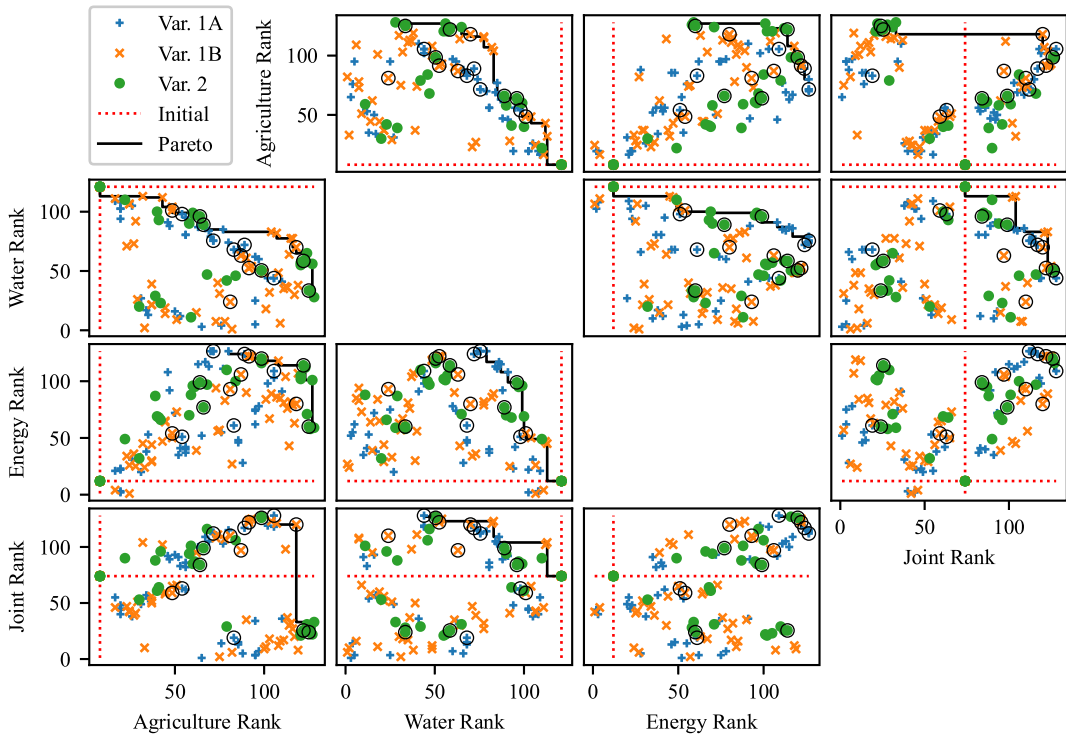 Var. 1A
Var. 1B
Var. 2
Initial
Pareto
Agriculture Rank
100
50
Water Rank
100
50
0
Energy Rank
100
50
0
0
50
100
Joint Rank
Joint Rank
100
50
0
50
100
0
50
100
0
50
100
Agriculture Rank
Water Rank
Energy Rank